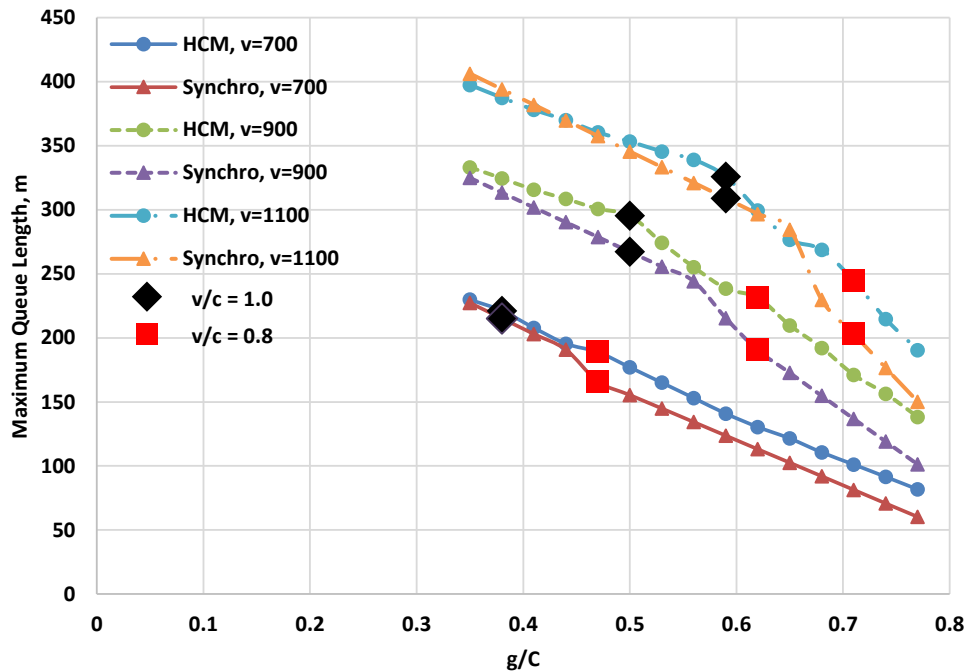 450
400
350
300
250
200
150
100
50
0
Maximum Queue Length, m
HCM, v=700
Synchro, v=700
HCM, v=900
Synchro, v=900
HCM, v=1100
Synchro, v=1100
v/c = 1.0
v/c = 0.8
0 0.1 0.2 0.3 0.4 0.5 0.6 0.7 0.8
g/C